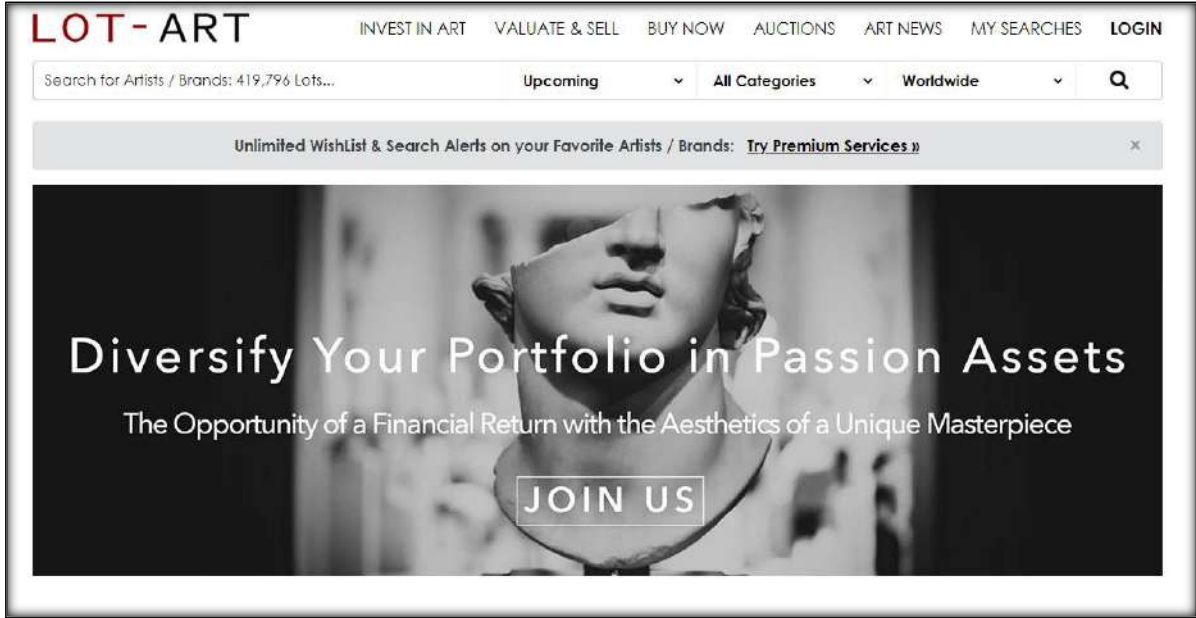 LOT-ART
INVEST IN ART VALUATE & SELL BUY NOW AUCTIONS ART NEWS MY SEARCHES LOGIN
Search for Artists / Brands: 419,796 Lots... Upcoming All Categories Worldwide
Unlimited WishList & Search Alerts on your Favorite Artists / Brands: Try Premium Services »
Diversify Your Portfolio in Passion Assets
The Opportunity of a Financial Return with the Aesthetics of a Unique Masterpiece
JOIN US